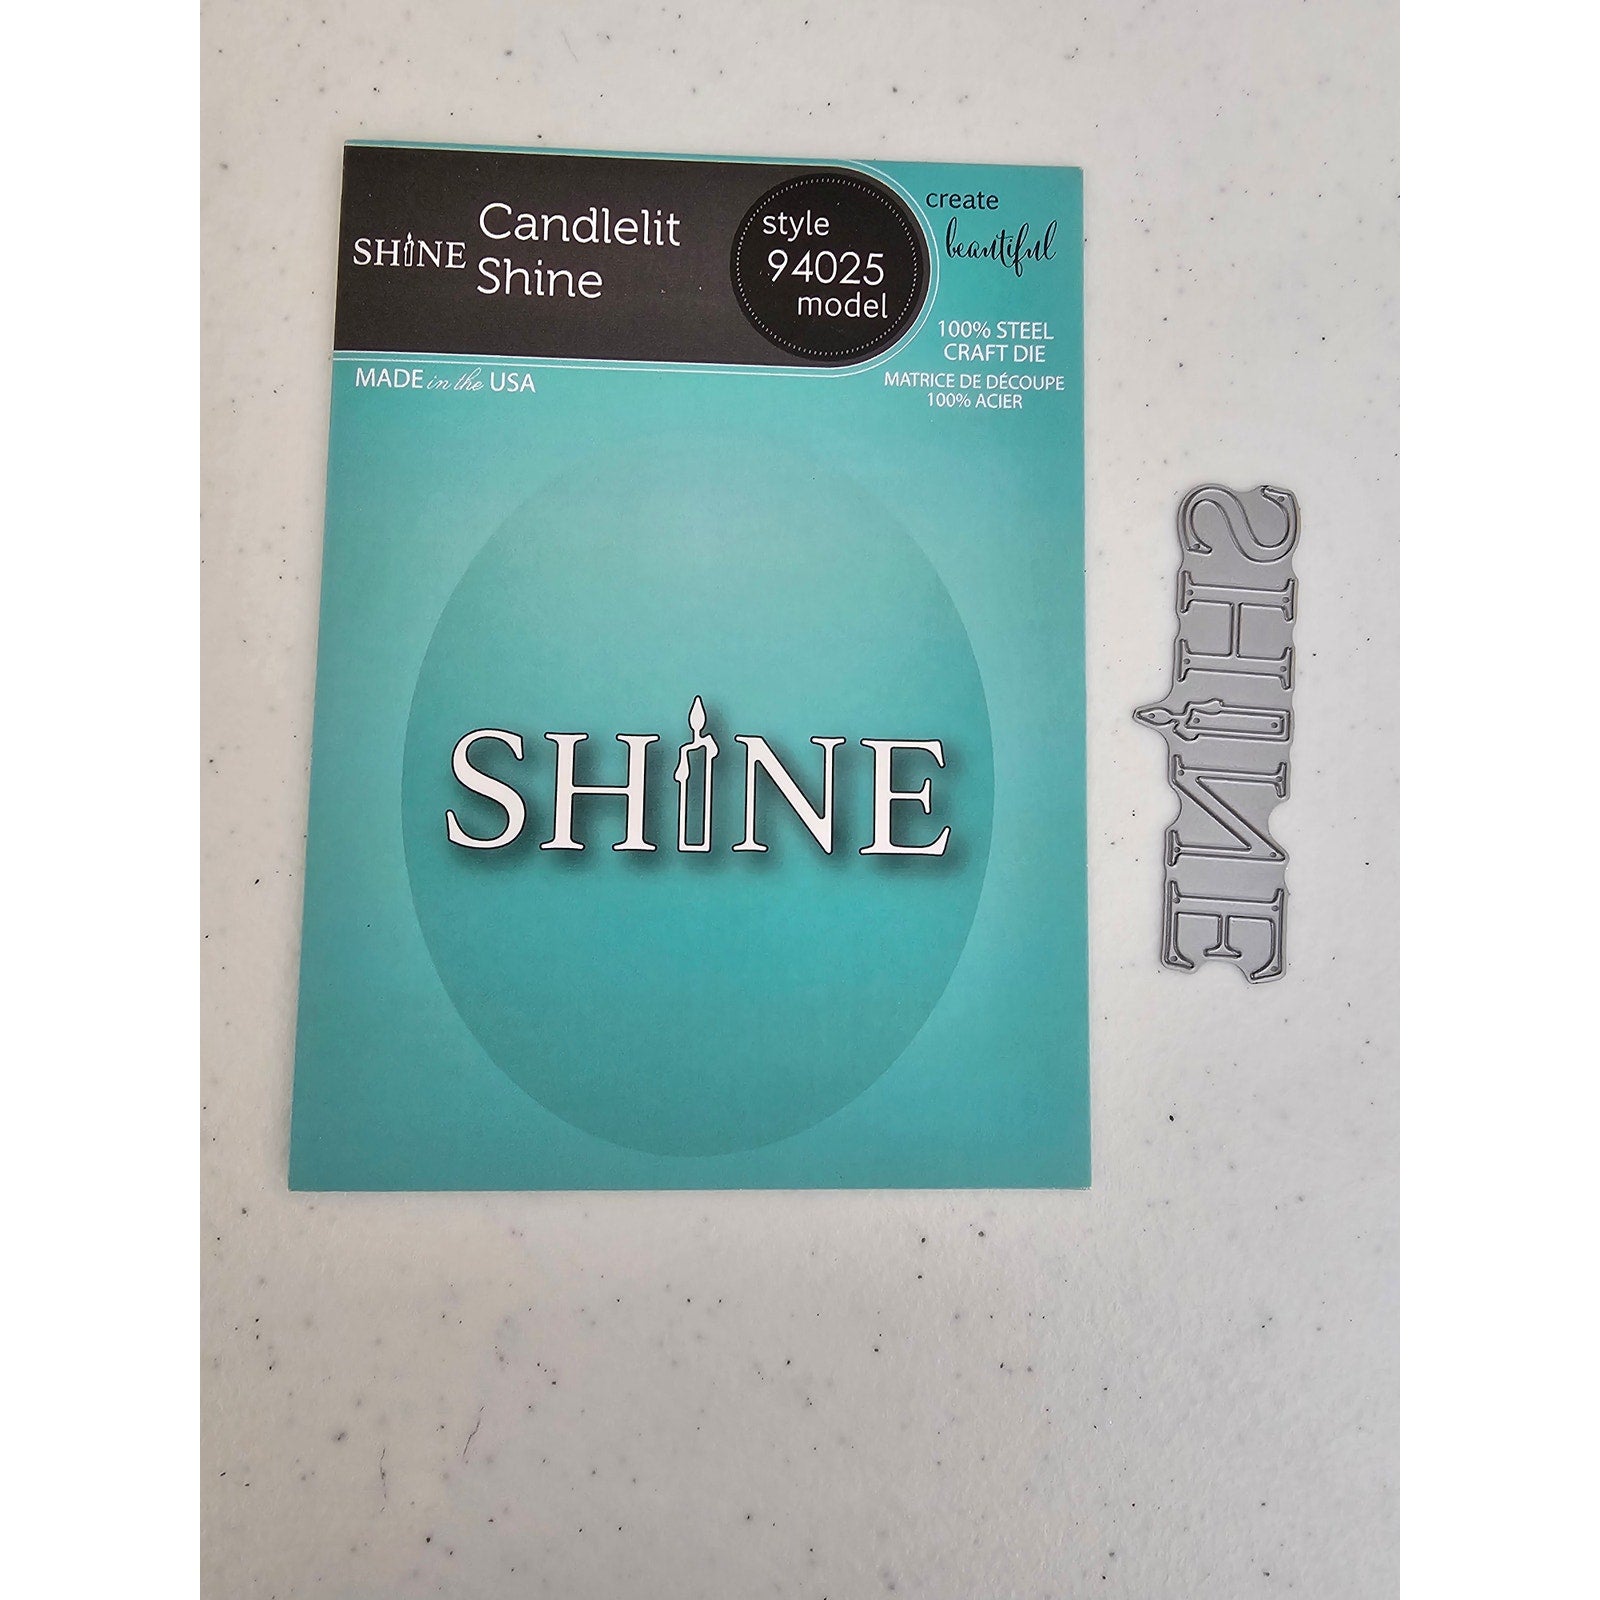 SHINE
Candlelit
Shine
style
94025
model
create
beautiful
100% STEEL
CRAFT DIE
MATRICE DE DÉCOUPE
100% ACIER
MADE in the USA
SHINE
SHINE